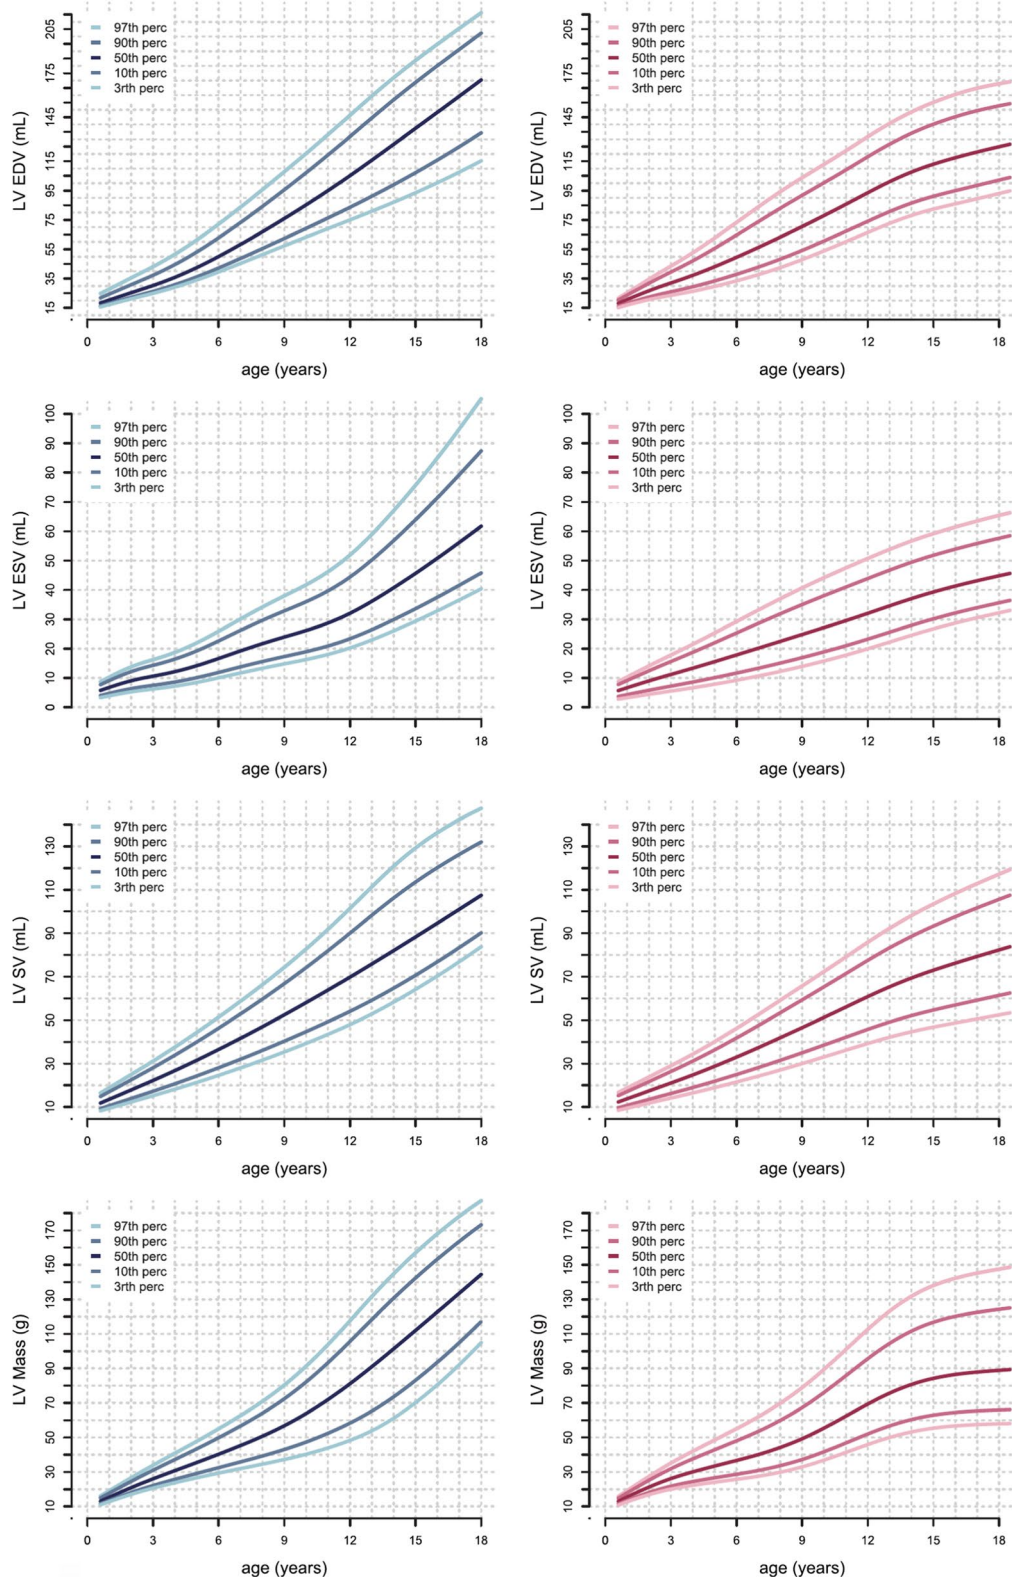 LV EDV (mL)
205
175
145
115
95
75
55
35
15
97th perc
90th perc
50th perc
10th perc
3rth perc
0 3 6 9 12 15 18
age (years)
LV EDV (mL)
205
175
145
115
95
75
55
35
15
97th perc
90th perc
50th perc
10th perc
3rth perc
0 3 6 9 12 15 18
age (years)
LV ESV (mL)
100
90
80
70
60
50
40
30
20
10
0
97th perc
90th perc
50th perc
10th perc
3rth perc
0 3 6 9 12 15 18
age (years)
LV ESV (mL)
100
90
80
70
60
50
40
30
20
10
0
97th perc
90th perc
50th perc
10th perc
3rth perc
0 3 6 9 12 15 18
age (years)
LV SV (mL)
130
110
90
70
50
30
10
97th perc
90th perc
50th perc
10th perc
3rth perc
0 3 6 9 12 15 18
age (years)
LV SV (mL)
130
110
90
70
50
30
10
97th perc
90th perc
50th perc
10th perc
3rth perc
0 3 6 9 12 15 18
age (years)
LV Mass (g)
170
150
130
110
90
70
50
30
10
97th perc
90th perc
50th perc
10th perc
3rth perc
0 3 6 9 12 15 18
age (years)
LV Mass (g)
170
150
130
110
90
70
50
30
10
97th perc
90th perc
50th perc
10th perc
3rth perc
0 3 6 9 12 15 18
age (years)